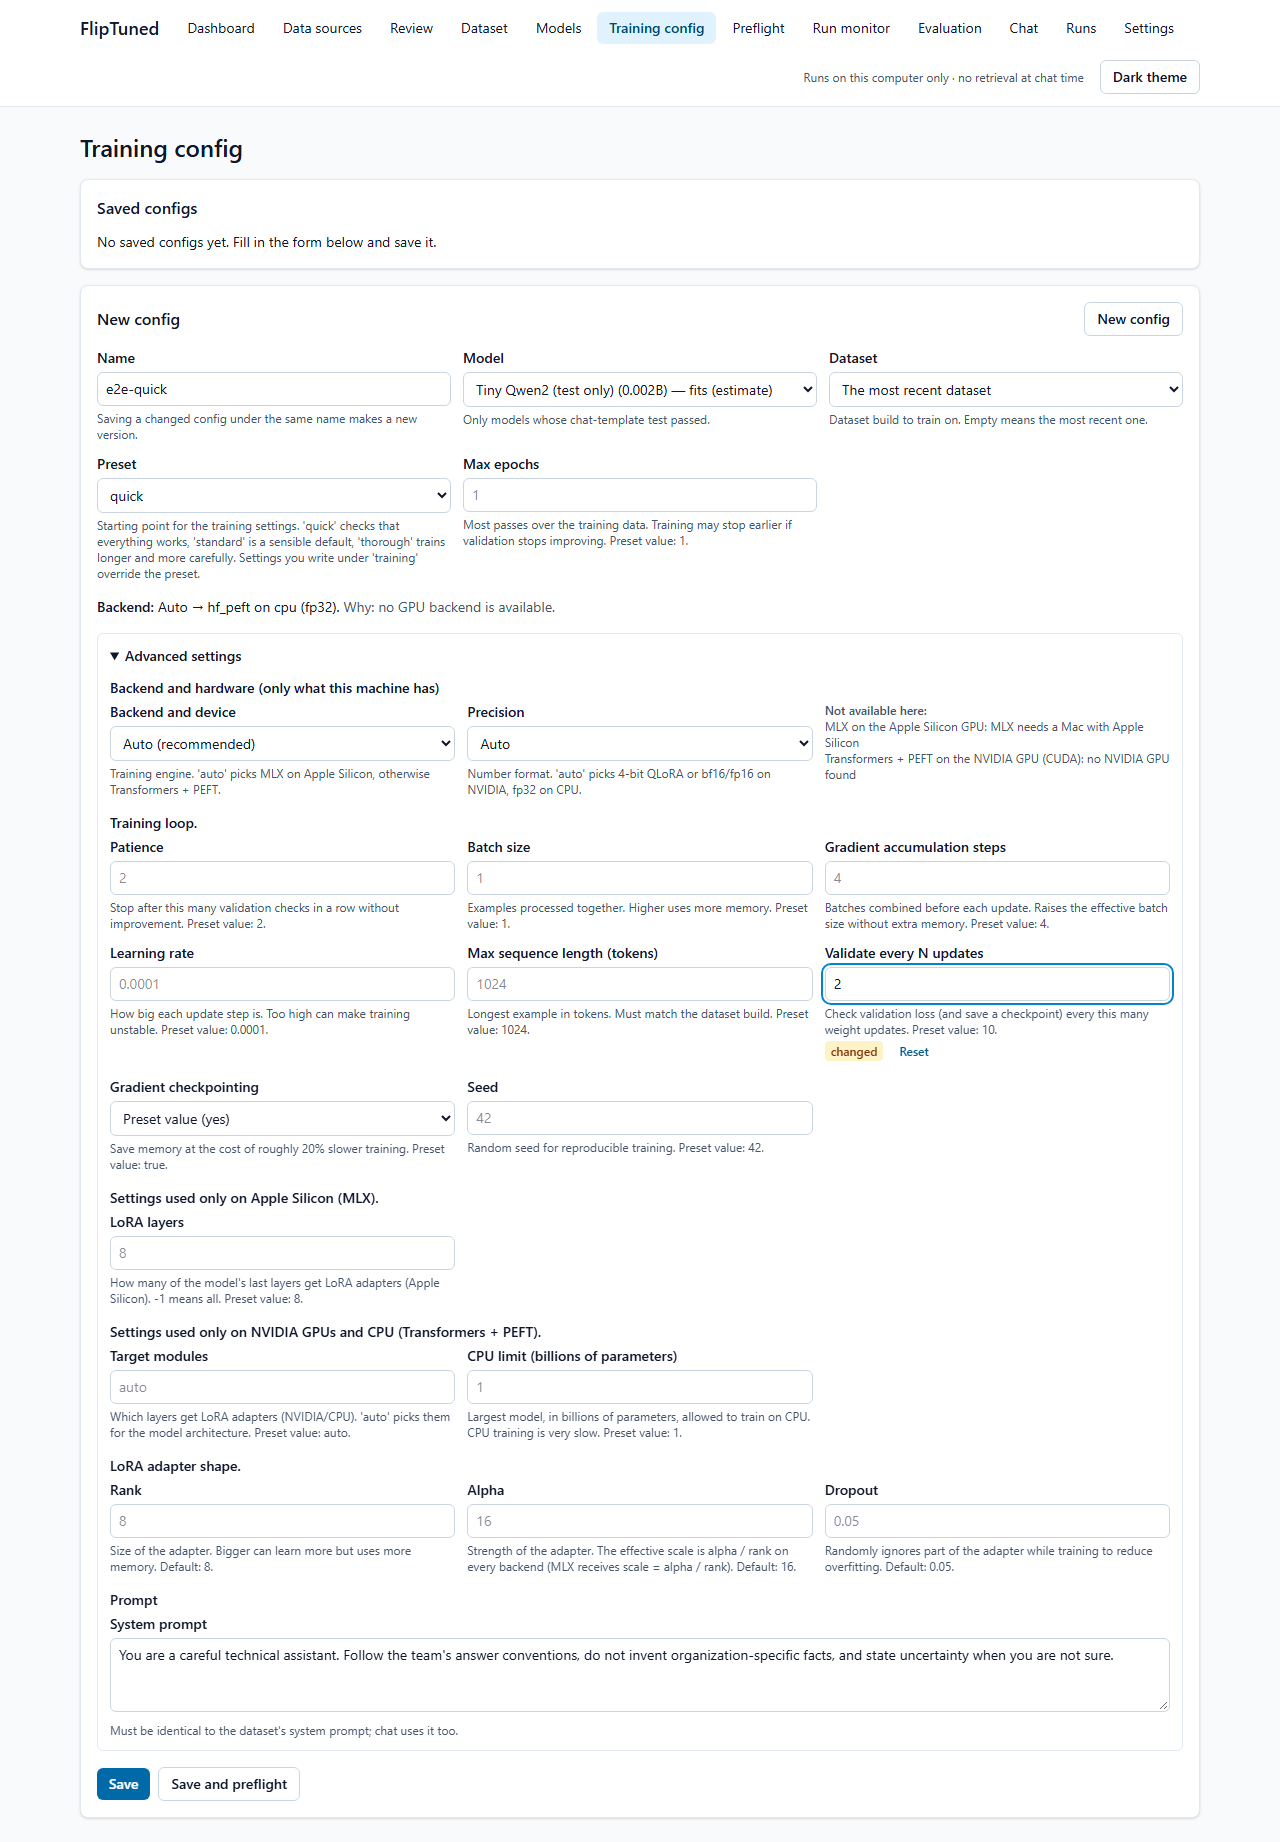 FlipTuned
Dashboard
Data sources
Review
Dataset
Models
Training config
Preflight
Run monitor
Evaluation
Chat
Runs
Settings
Runs on this computer only · no retrieval at chat time
Dark theme
Training config
Saved configs
No saved configs yet. Fill in the form below and save it.
New config
New config
Name
Model
Dataset
e2e-quick
Tiny Qwen2 (test only) (0.002B) — fits (estimate)
The most recent dataset
Saving a changed config under the same name makes a new
version.
Only models whose chat-template test passed.
Dataset build to train on. Empty means the most recent one.
Preset
Max epochs
quick
1
Starting point for the training settings. 'quick' checks that
everything works, 'standard' is a sensible default, 'thorough' trains
longer and more carefully. Settings you write under 'training'
override the preset.
Most passes over the training data. Training may stop earlier if
validation stops improving. Preset value: 1.
Backend: Auto → hf_peft on cpu (fp32). Why: no GPU backend is available.
▼ Advanced settings
Backend and hardware (only what this machine has)
Backend and device
Auto (recommended)
Training engine. 'auto' picks MLX on Apple Silicon, otherwise
Transformers + PEFT.
Precision
Auto
Number format. 'auto' picks 4-bit QLoRA or bf16/fp16 on
NVIDIA, fp32 on CPU.
Not available here:
MLX on the Apple Silicon GPU: MLX needs a Mac with Apple
Silicon
Transformers + PEFT on the NVIDIA GPU (CUDA): no NVIDIA GPU
found
Training loop.
Patience
2
Stop after this many validation checks in a row without
improvement. Preset value: 2.
Batch size
1
Examples processed together. Higher uses more memory. Preset
value: 1.
Gradient accumulation steps
4
Batches combined before each update. Raises the effective batch
size without extra memory. Preset value: 4.
Learning rate
0.0001
How big each update step is. Too high can make training
unstable. Preset value: 0.0001.
Max sequence length (tokens)
1024
Longest example in tokens. Must match the dataset build. Preset
value: 1024.
Validate every N updates
2
Check validation loss (and save a checkpoint) every this many
weight updates. Preset value: 10.
changed
Reset
Gradient checkpointing
Preset value (yes)
Save memory at the cost of roughly 20% slower training. Preset
value: true.
Seed
42
Random seed for reproducible training. Preset value: 42.
Settings used only on Apple Silicon (MLX).
LoRA layers
8
How many of the model's last layers get LoRA adapters (Apple
Silicon). -1 means all. Preset value: 8.
Settings used only on NVIDIA GPUs and CPU (Transformers + PEFT).
Target modules
auto
Which layers get LoRA adapters (NVIDIA/CPU). 'auto' picks them
for the model architecture. Preset value: auto.
CPU limit (billions of parameters)
1
Largest model, in billions of parameters, allowed to train on CPU.
CPU training is very slow. Preset value: 1.
LoRA adapter shape.
Rank
8
Size of the adapter. Bigger can learn more but uses more
memory. Default: 8.
Alpha
16
Strength of the adapter. The effective scale is alpha / rank on
every backend (MLX receives scale = alpha / rank). Default: 16.
Dropout
0.05
Randomly ignores part of the adapter while training to reduce
overfitting. Default: 0.05.
Prompt
System prompt
You are a careful technical assistant. Follow the team's answer conventions, do not invent organization-specific facts, and state uncertainty when you are not sure.
Must be identical to the dataset's system prompt; chat uses it too.
Save
Save and preflight